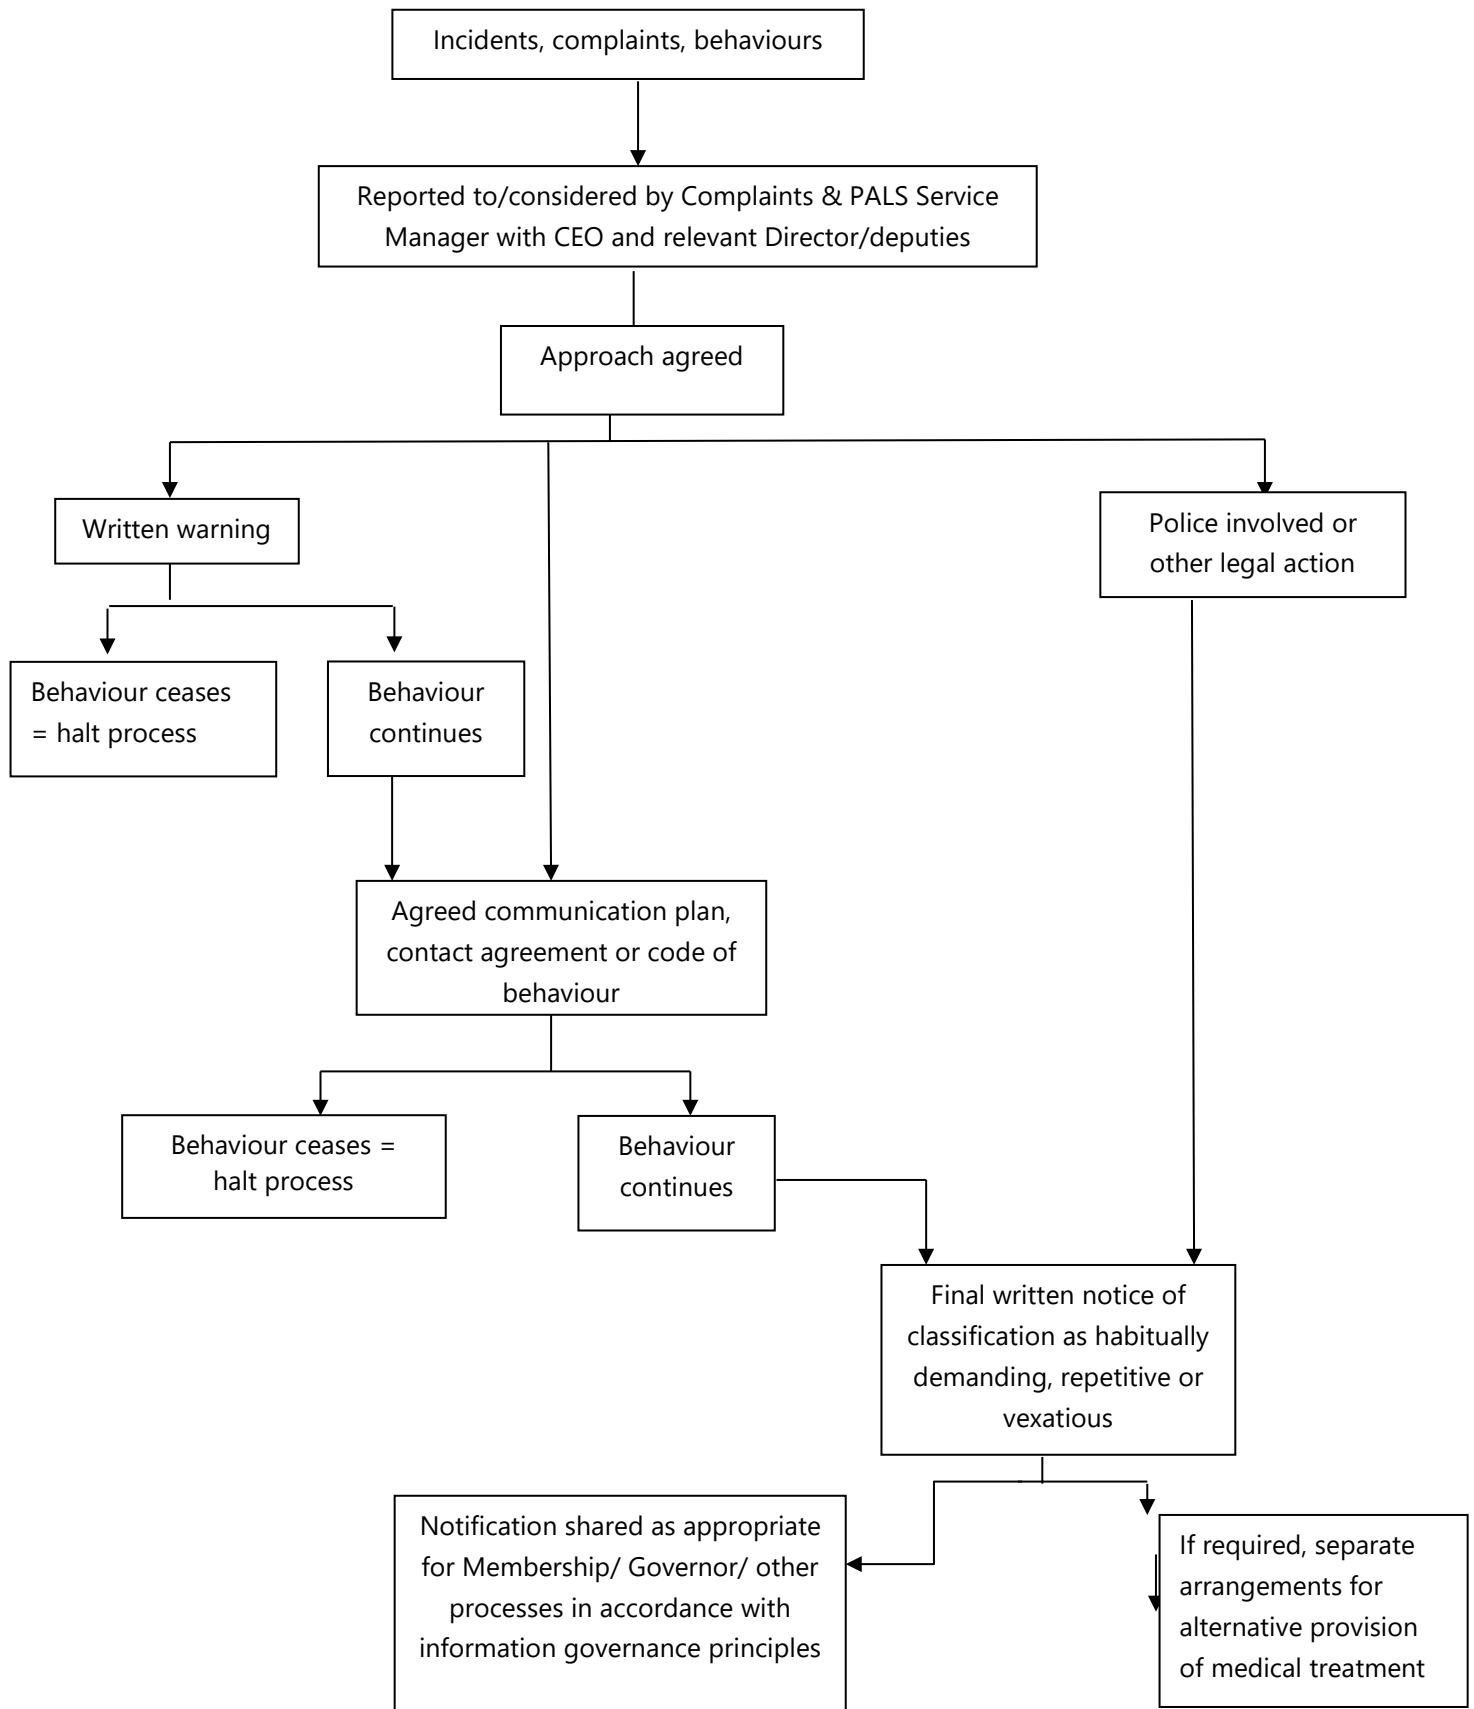 Incidents, complaints, behaviours
Reported to/considered by Complaints & PALS Service
Manager with CEO and relevant Director/deputies
Approach agreed
Written warning
Police involved or
other legal action
Behaviour ceases
= halt process
Behaviour
continues
Agreed communication plan,
contact agreement or code of
behaviour
Behaviour ceases =
halt process
Behaviour
continues
Final written notice of
classification as habitually
demanding, repetitive or
vexatious
Notification shared as appropriate
for Membership/ Governor/ other
processes in accordance with
information governance principles
If required, separate
arrangements for
alternative provision
of medical treatment